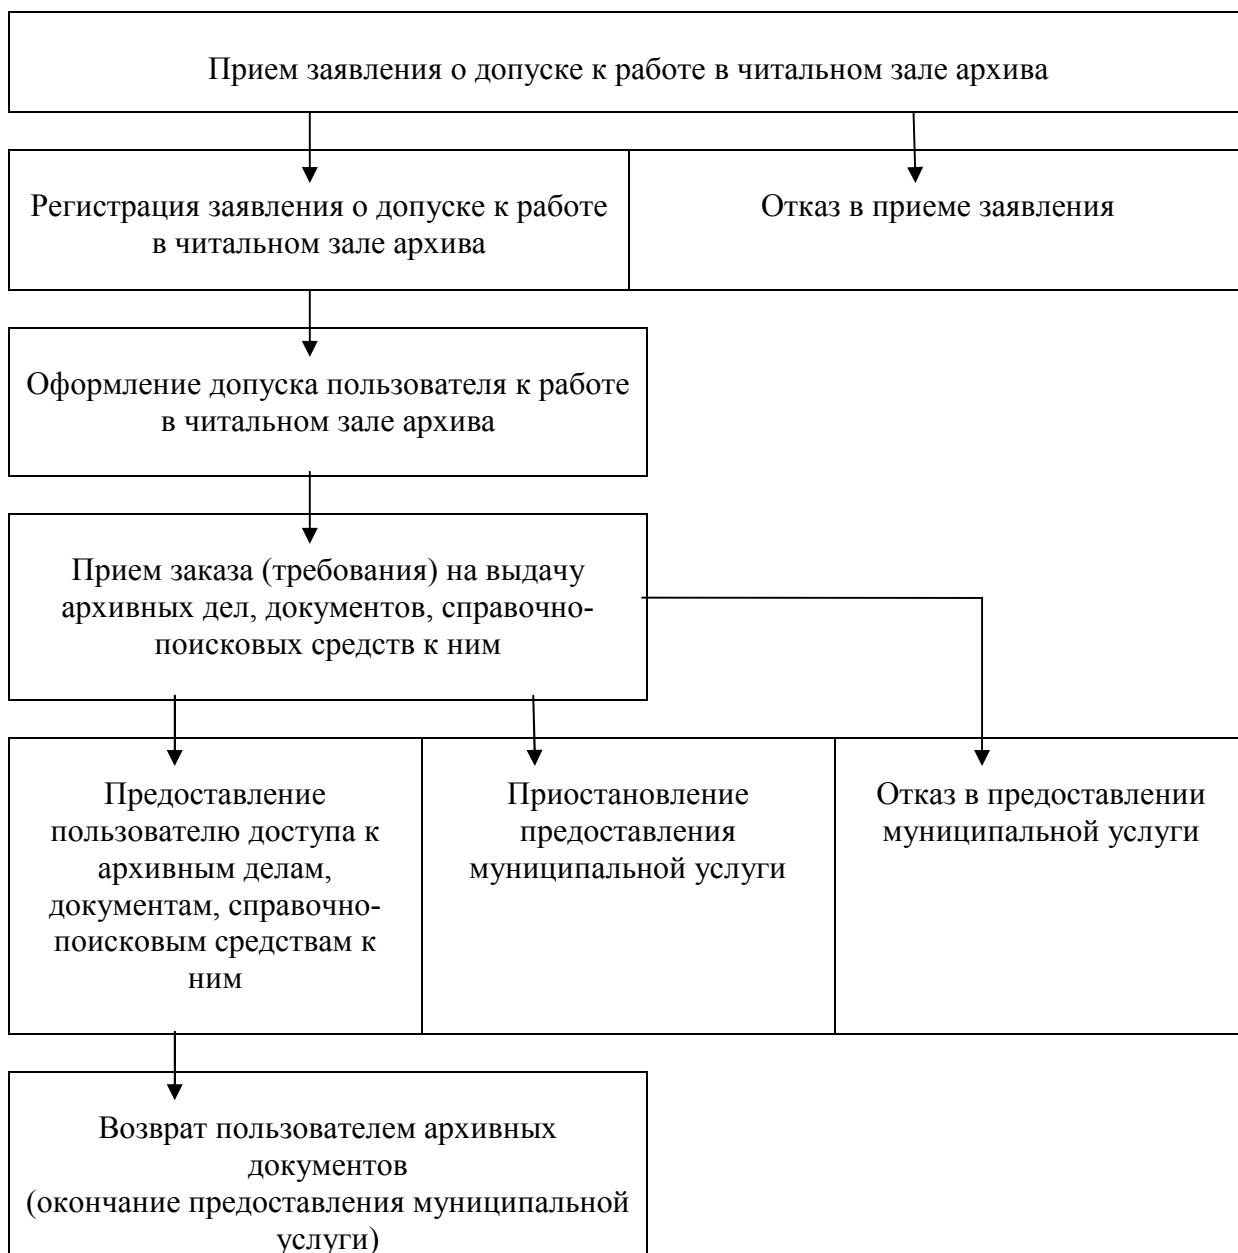 Прием заявления о допуске к работе в читальном зале архива
Регистрация заявления о допуске к работе
в читальном зале архива
Отказ в приеме заявления
Оформление допуска пользователя к работе
в читальном зале архива
Прием заказа (требования) на выдачу
архивных дел, документов, справочно-
поисковых средств к ним
Предоставление
пользователю доступа к
архивным делам,
документам, справочно-
поисковым средствам к
ним
Приостановление
предоставления
муниципальной услуги
Отказ в предоставлении
муниципальной услуги
Возврат пользователем архивных
документов
(окончание предоставления муниципальной
услуги)